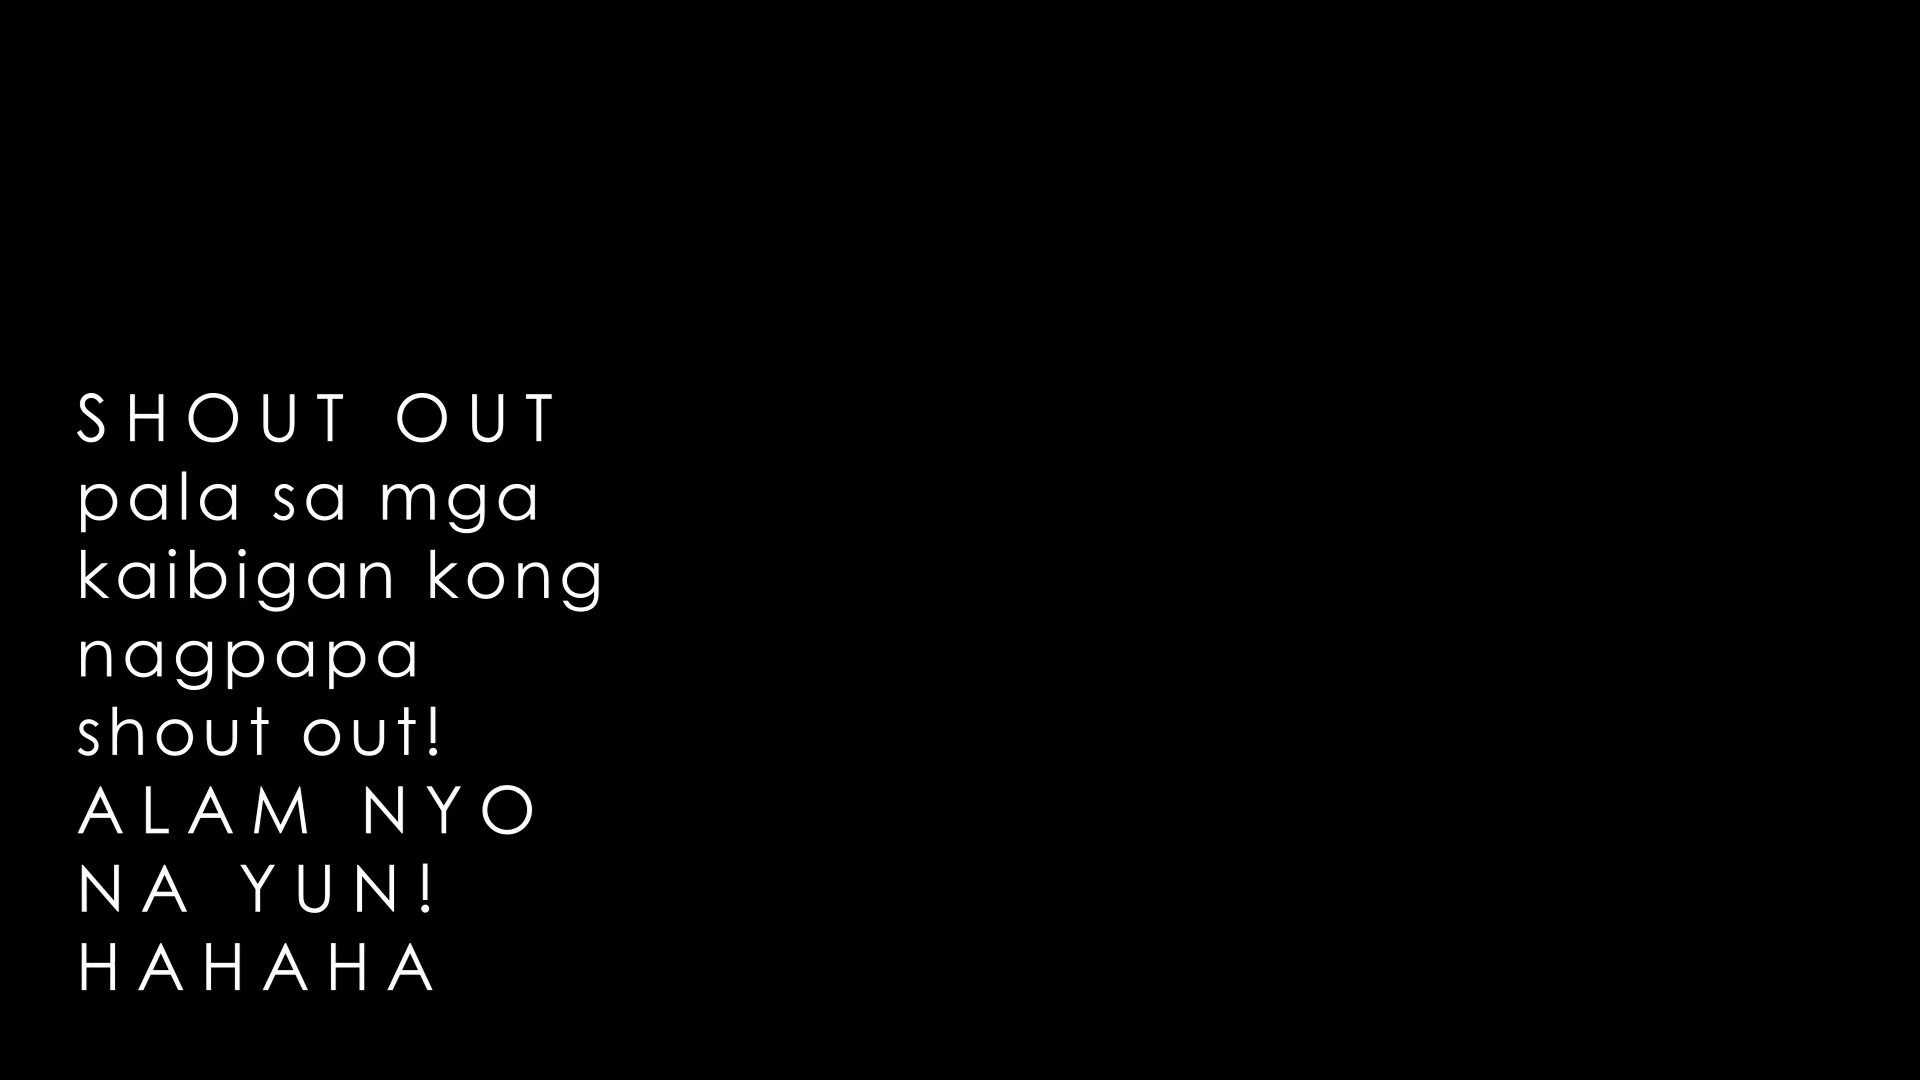 SHOUT OUT
pala sa mga
kaibigan kong
nagpapa
shout out!
ALAM NYO
NA YUN!
HAHAHA